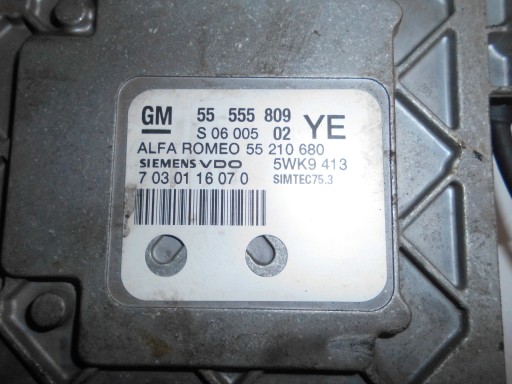 GM 55 555 809 YE
S 06 005 02
ALFA ROMEO 55 210 680
SIEMENS VDO 5WK9 413
7 03 01 16 07 0 SIMTEC75.3